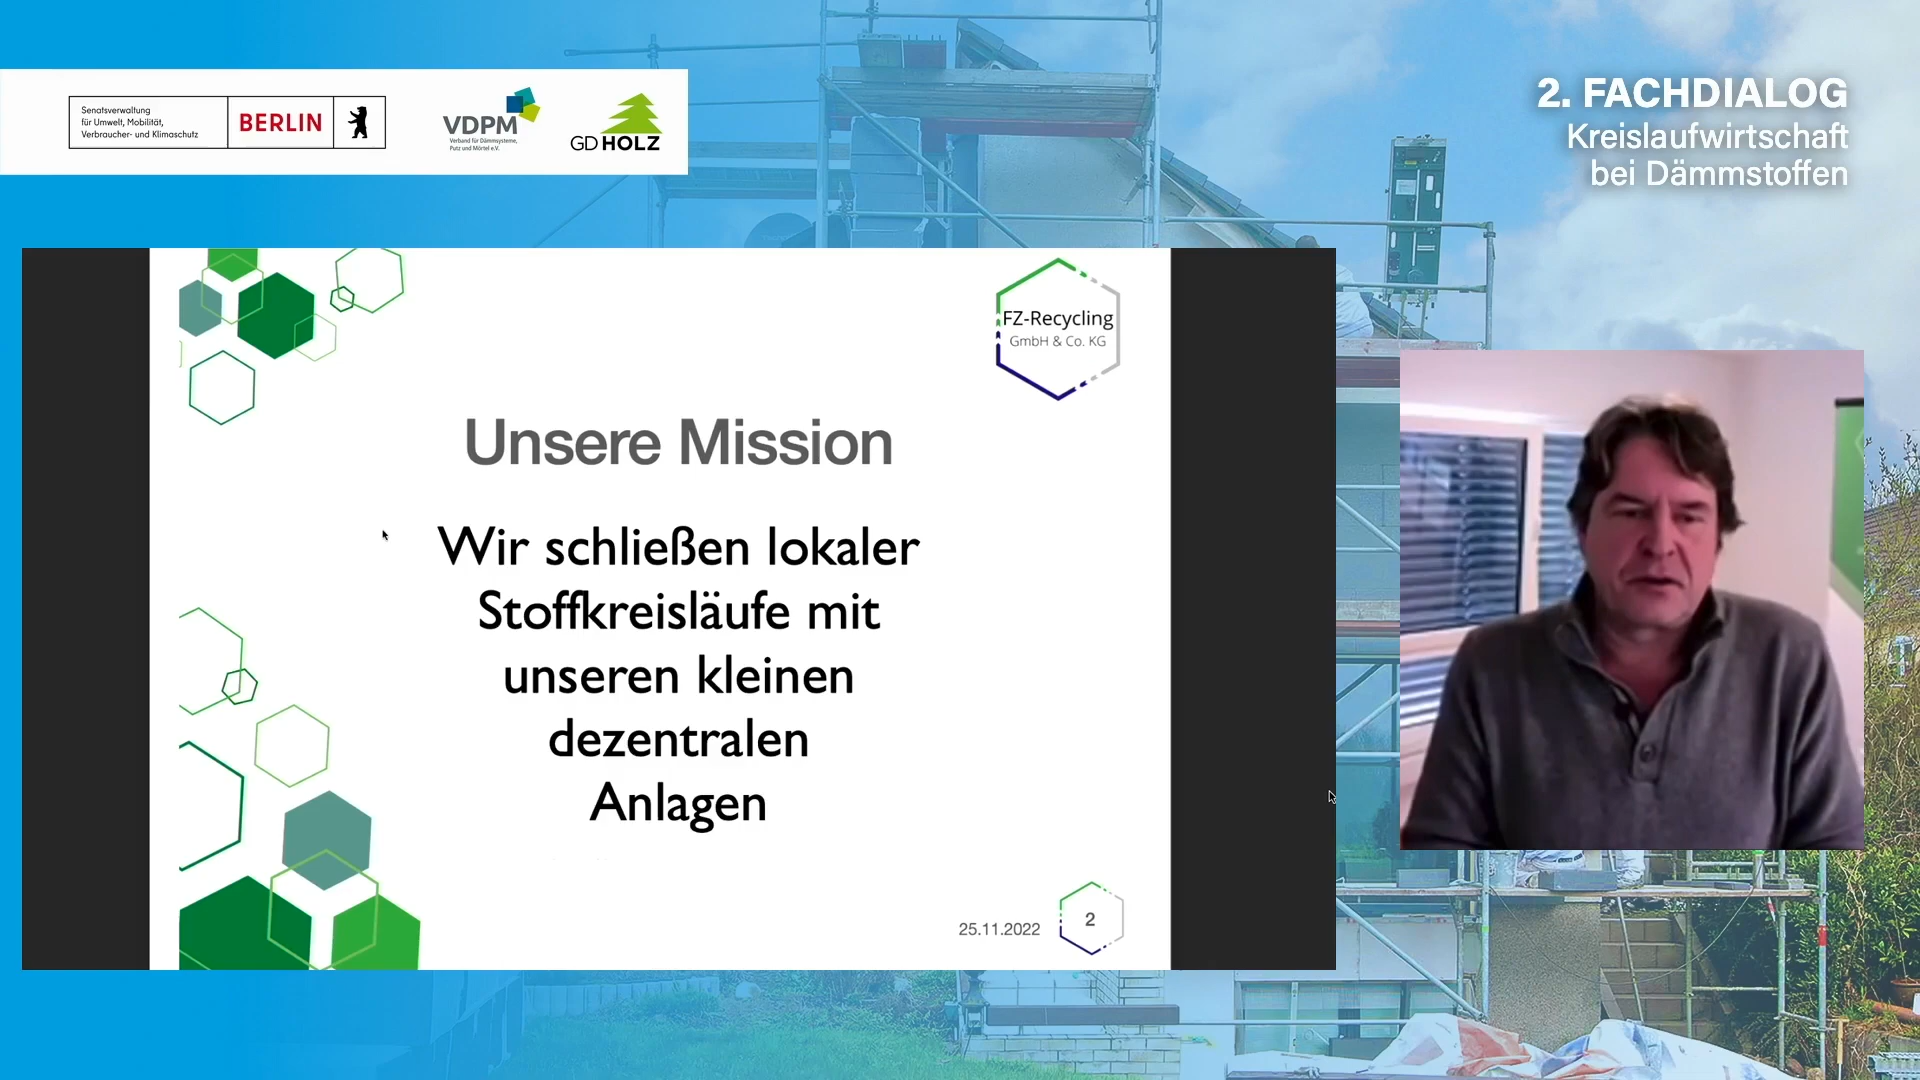 Senatsverwaltung
für Umwelt, Mobilität,
Verbraucher- und Klimaschutz
BERLIN
VDPM
Verband für Dämmsysteme,
Putz und Mörtel e.V.
GD HOLZ
2. FACHDIALOG
Kreislaufwirtschaft
bei Dämmstoffen
FZ-Recycling
GmbH & Co. KG
Unsere Mission
Wir schließen lokaler
Stoffkreisläufe mit
unseren kleinen
dezentralen
Anlagen
25.11.2022
2